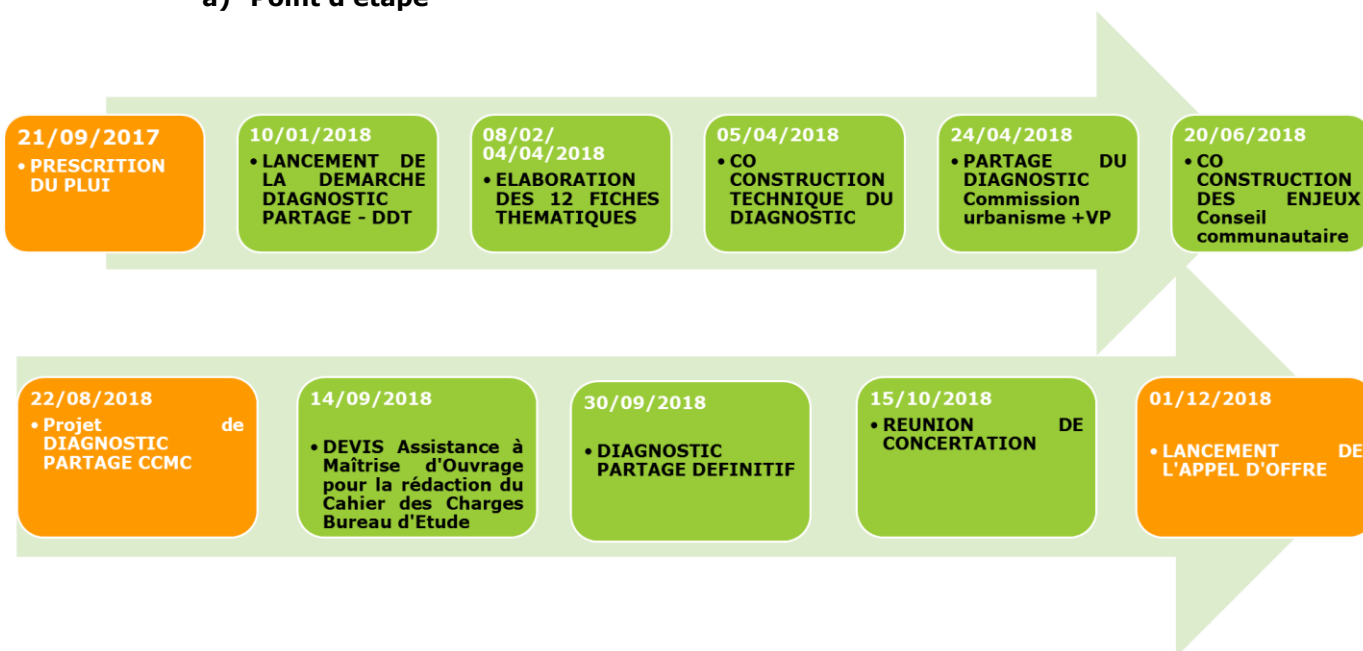 a) Point d'étape
21/09/2017
• PRESCRITION
DU PLUI
10/01/2018
• LANCEMENT DE
LA DEMARCHE
DIAGNOSTIC
PARTAGE - DDT
08/02/
04/04/2018
• ELABORATION
DES 12 FICHES
THEMATIQUES
05/04/2018
• CO
CONSTRUCTION
TECHNIQUE DU
DIAGNOSTIC
24/04/2018
• PARTAGE DU
DIAGNOSTIC
Commission
urbanisme +VP
20/06/2018
• CO
CONSTRUCTION
DES ENJEUX
Conseil
communautaire
22/08/2018
• Projet de
DIAGNOSTIC
PARTAGE CCMC
14/09/2018
• DEVIS Assistance à
Maîtrise d'Ouvrage
pour la rédaction du
Cahier des Charges
Bureau d'Etude
30/09/2018
• DIAGNOSTIC
PARTAGE DEFINITIF
15/10/2018
• REUNION DE
CONCERTATION
01/12/2018
• LANCEMENT DE
L'APPEL D'OFFRE